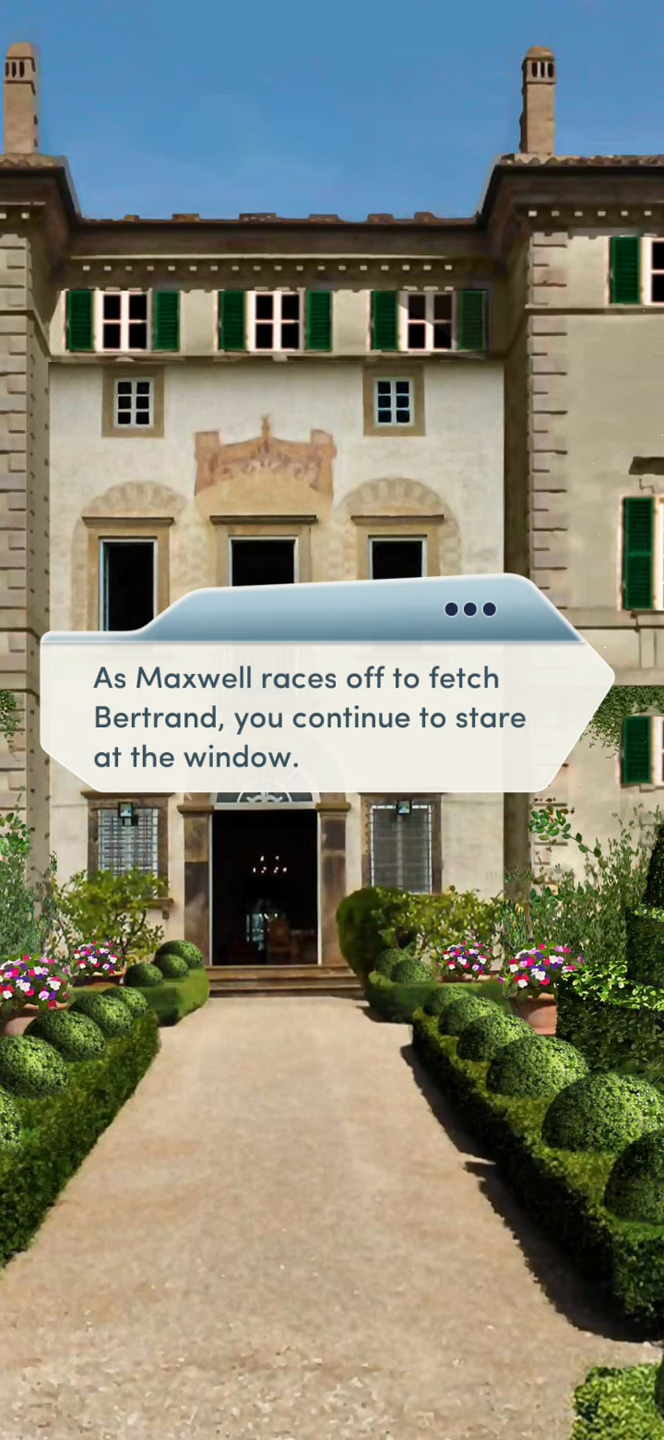 As Maxwell races off to fetch
Bertrand, you continue to stare
at the window.